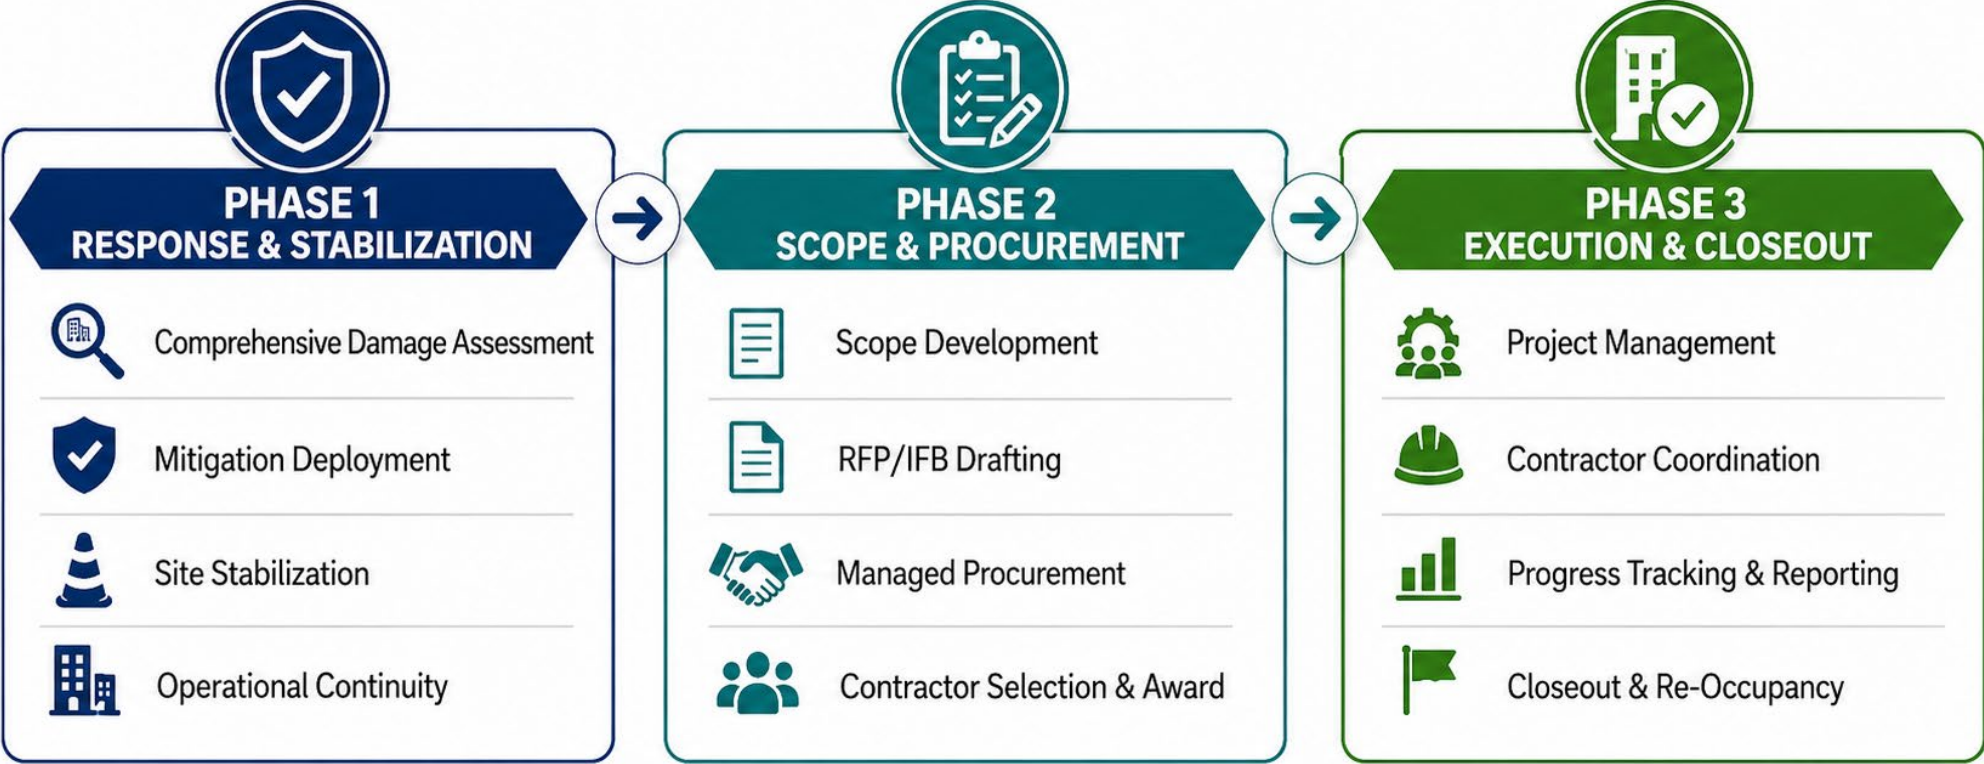 PHASE 1
RESPONSE & STABILIZATION
Comprehensive Damage Assessment
Mitigation Deployment
Site Stabilization
Operational Continuity
PHASE 2
SCOPE & PROCUREMENT
Scope Development
RFP/IFB Drafting
Managed Procurement
Contractor Selection & Award
PHASE 3
EXECUTION & CLOSEOUT
Project Management
Contractor Coordination
Progress Tracking & Reporting
Closeout & Re-Occupancy